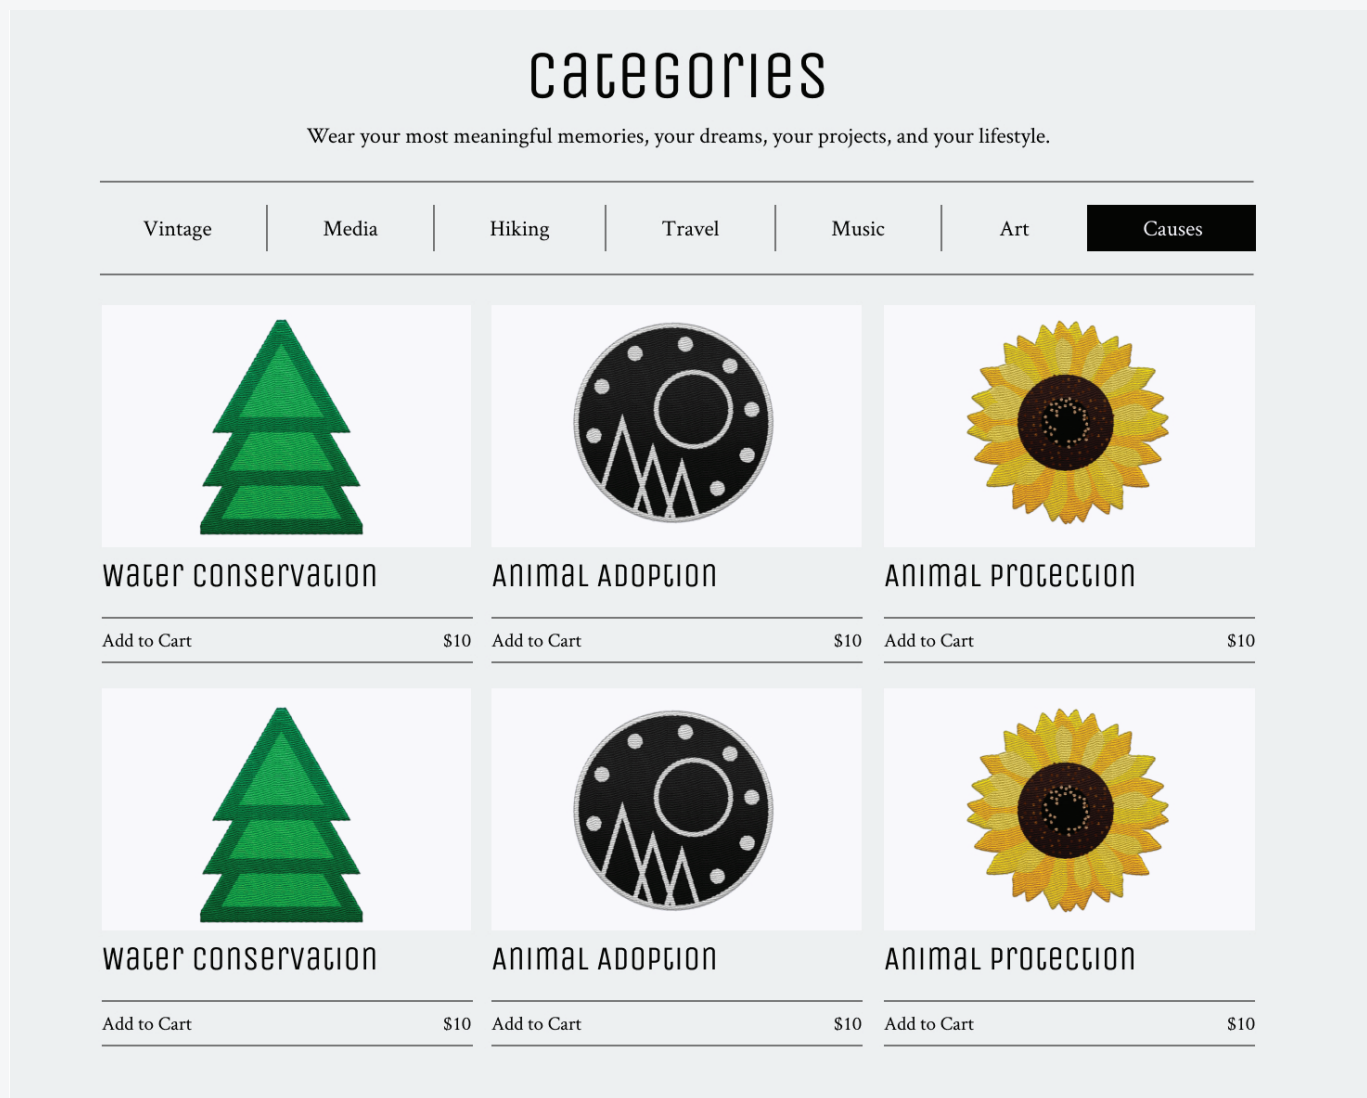 Categories
Wear your most meaningful memories, your dreams, your projects, and your lifestyle.
Vintage Media Hiking Travel Music Art Causes
Water Conservation Animal Adoption Animal Protection
Add to Cart $10 Add to Cart $10 Add to Cart $10
Water Conservation Animal Adoption Animal Protection
Add to Cart $10 Add to Cart $10 Add to Cart $10